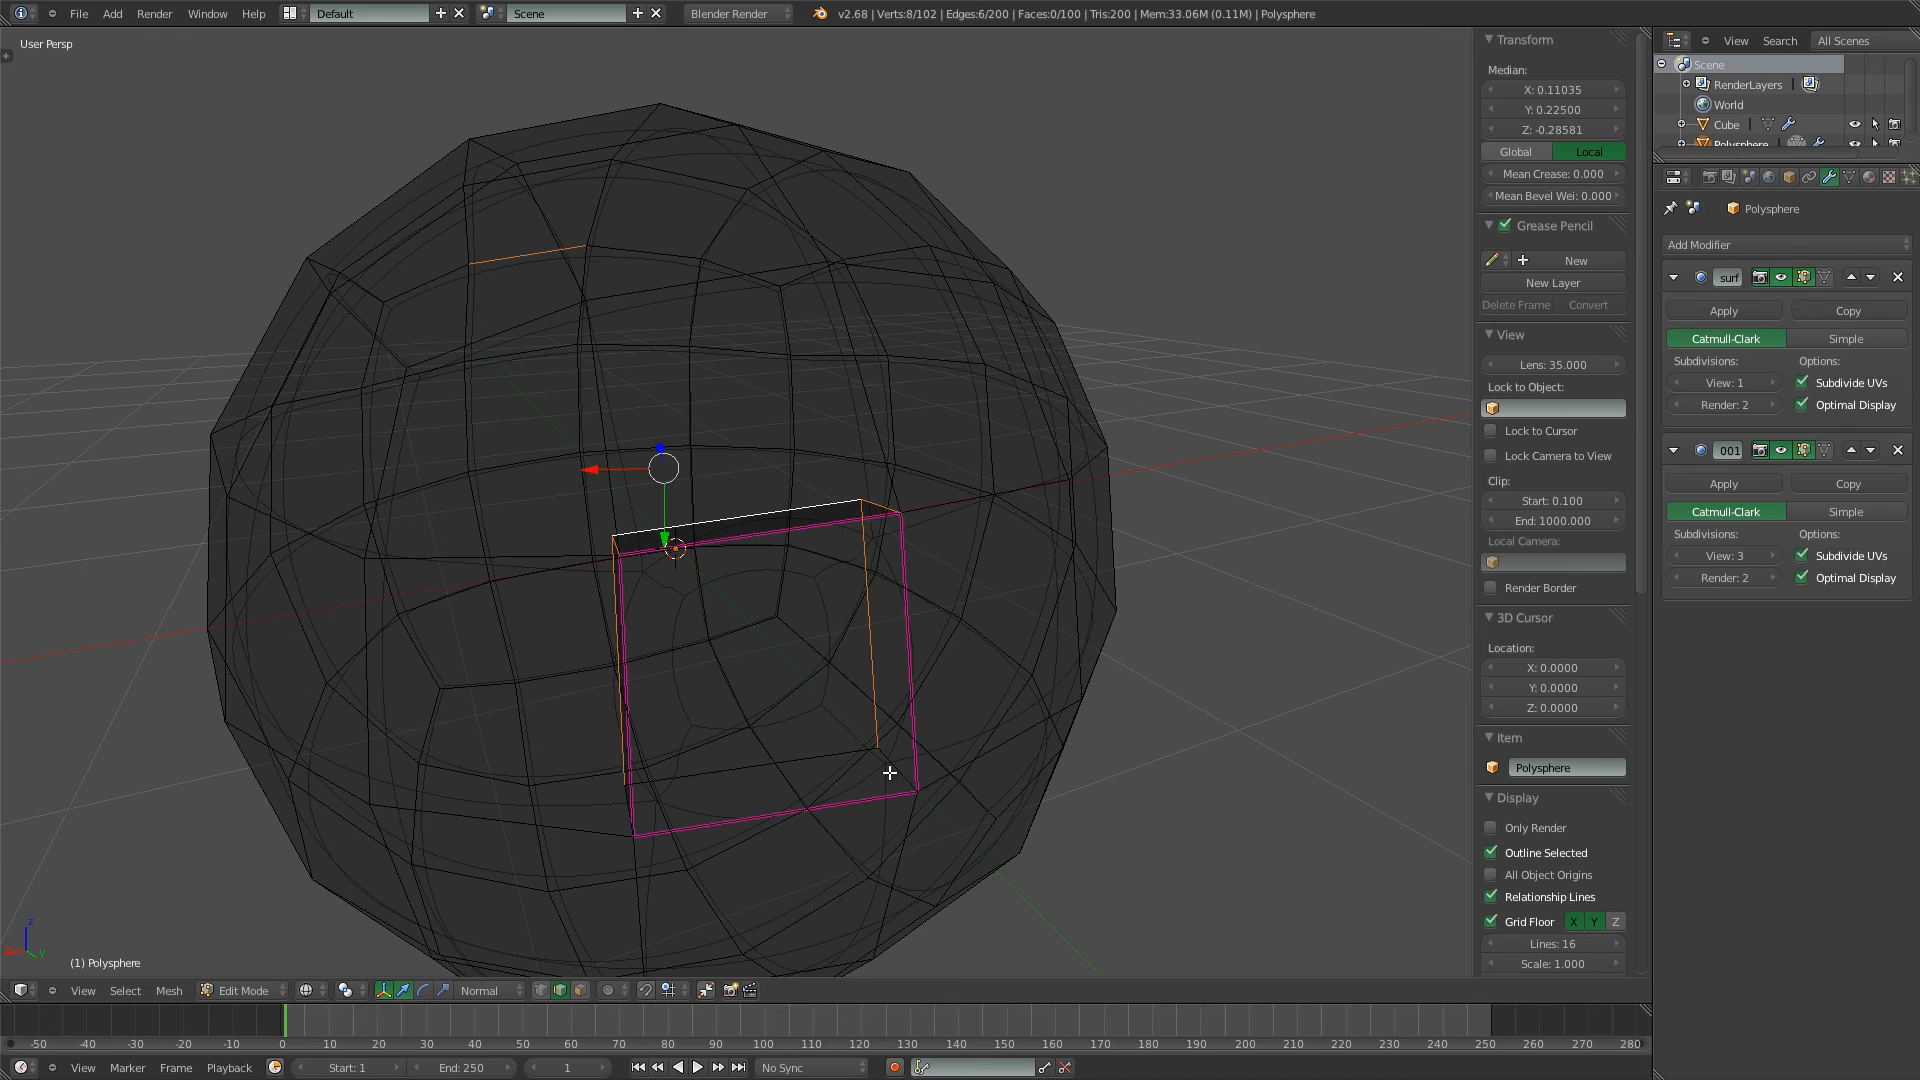 File Add Render Window Help Default Scene Blender Render v2.68 | Verts:8/102 | Edges:6/200 | Faces:0/100 | Tris:200 | Mem:33.06M (0.11M) | Polysphere
User Persp
(1) Polysphere
z
x
y
Transform
Median:
X: 0.11035
Y: 0.22500
Z: -0.28581
Global Local
Mean Crease: 0.000
Mean Bevel Wei: 0.000
Grease Pencil
New
New Layer
Delete Frame Convert
View
Lens: 35.000
Lock to Object:
Lock to Cursor
Lock Camera to View
Clip:
Start: 0.100
End: 1000.000
Local Camera:
Render Border
3D Cursor
Location:
X: 0.0000
Y: 0.0000
Z: 0.0000
Item
Polysphere
Display
Only Render
Outline Selected
All Object Origins
Relationship Lines
Grid Floor X Y Z
Lines: 16
Scale: 1.000
View Search All Scenes
Scene
RenderLayers |
World
Cube |
Polysphere
Polysphere
Add Modifier
surf
Apply Copy
Catmull-Clark Simple
Subdivisions: Options:
View: 1 Subdivide UVs
Render: 2 Optimal Display
001
Apply Copy
Catmull-Clark Simple
Subdivisions: Options:
View: 3 Subdivide UVs
Render: 2 Optimal Display
View Select Mesh Edit Mode Normal
-50 -40 -30 -20 -10 0 10 20 30 40 50 60 70 80 90 100 110 120 130 140 150 160 170 180 190 200 210 220 230 240 250 260 270 280
View Marker Frame Playback Start: 1 End: 250 1 No Sync